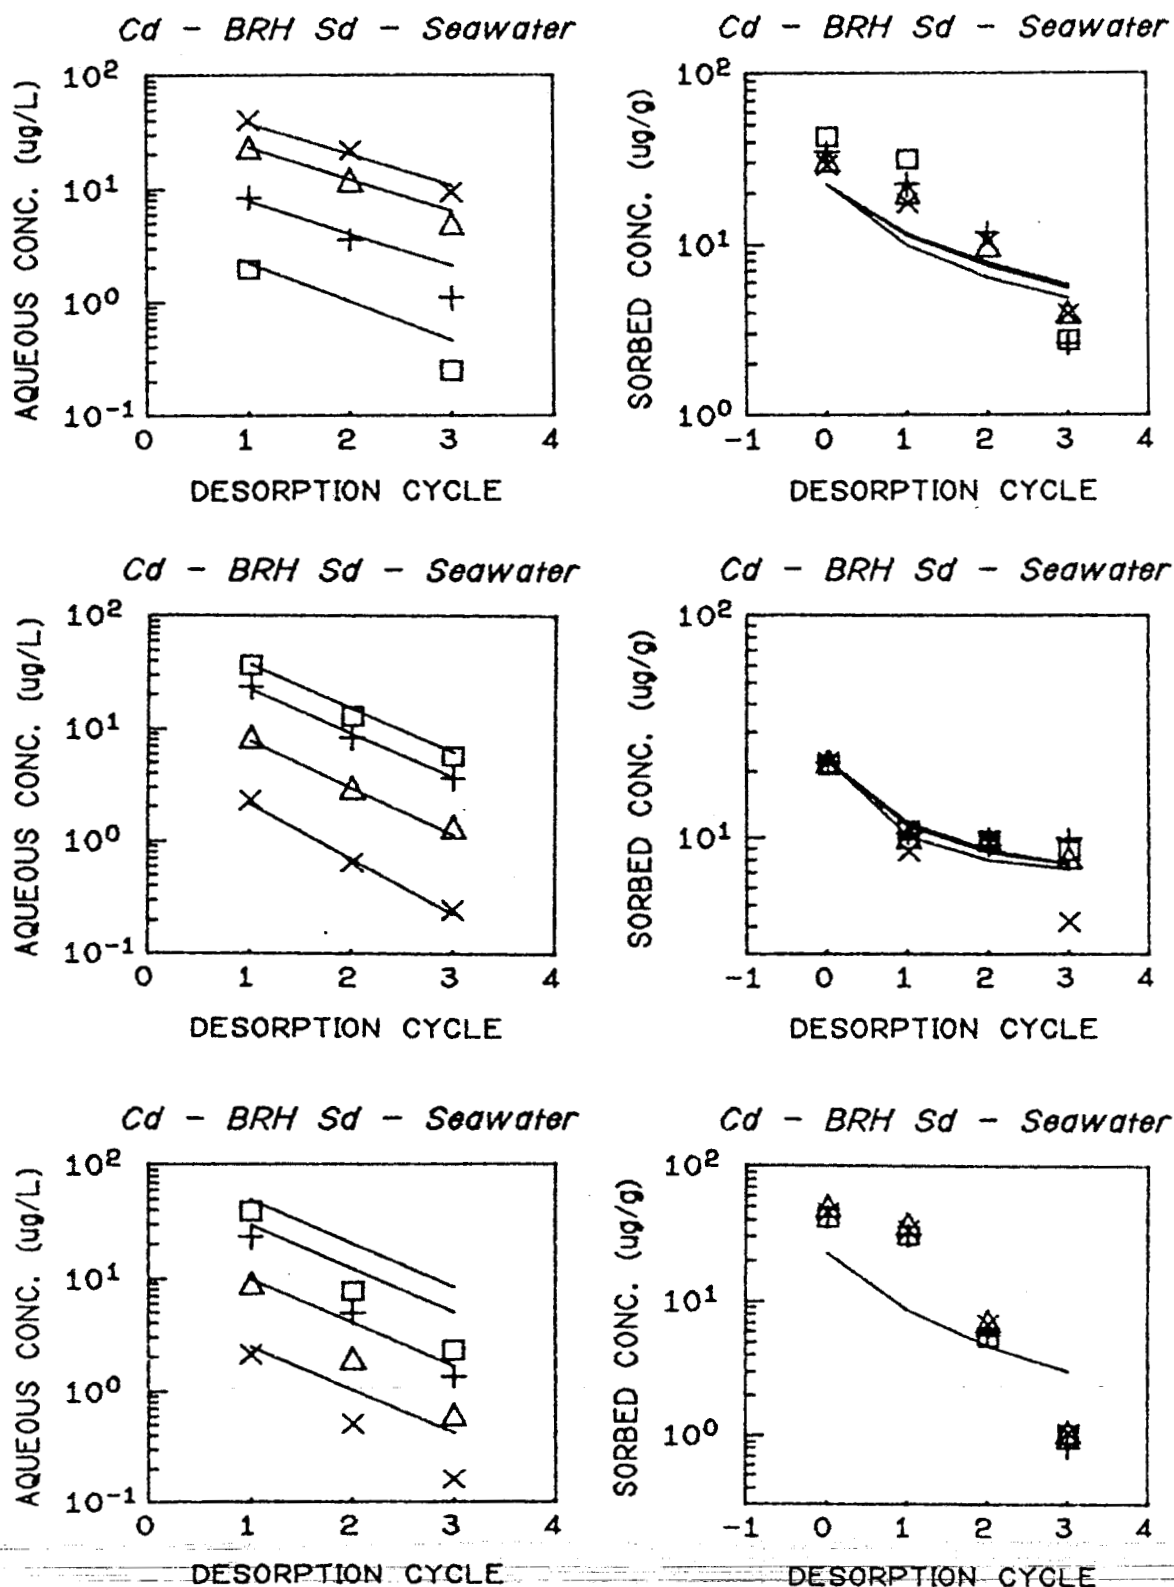 Cd - BRH Sd - Seawater
Cd - BRH Sd - Seawater
AQUEOUS CONC. (ug/L)
10²
10¹
10⁰
10⁻¹
0 1 2 3 4
DESORPTION CYCLE
SORBED CONC. (ug/g)
10²
10¹
10⁰
-1 0 1 2 3 4
DESORPTION CYCLE
Cd - BRH Sd - Seawater
Cd - BRH Sd - Seawater
AQUEOUS CONC. (ug/L)
10²
10¹
10⁰
10⁻¹
0 1 2 3 4
DESORPTION CYCLE
SORBED CONC. (ug/g)
10²
10¹
-1 0 1 2 3 4
DESORPTION CYCLE
Cd - BRH Sd - Seawater
Cd - BRH Sd - Seawater
AQUEOUS CONC. (ug/L)
10²
10¹
10⁰
10⁻¹
0 1 2 3 4
DESORPTION CYCLE
SORBED CONC. (ug/g)
10²
10¹
10⁰
-1 0 1 2 3 4
DESORPTION CYCLE